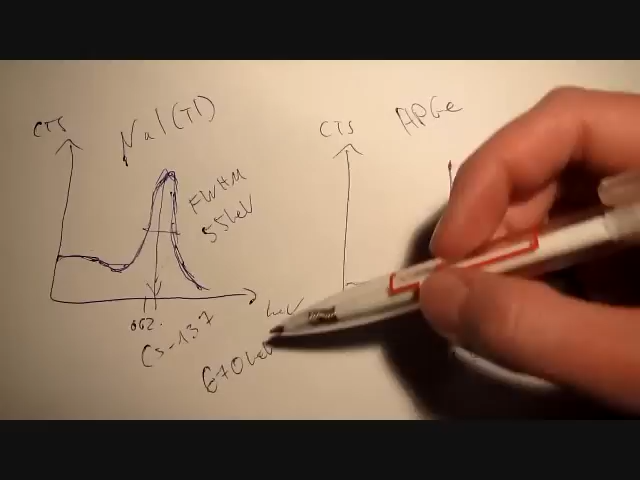 CTS
NaI(Tl)
FWHM
55keV
keV
662
Cs-137
670keV
CTS
HPGe